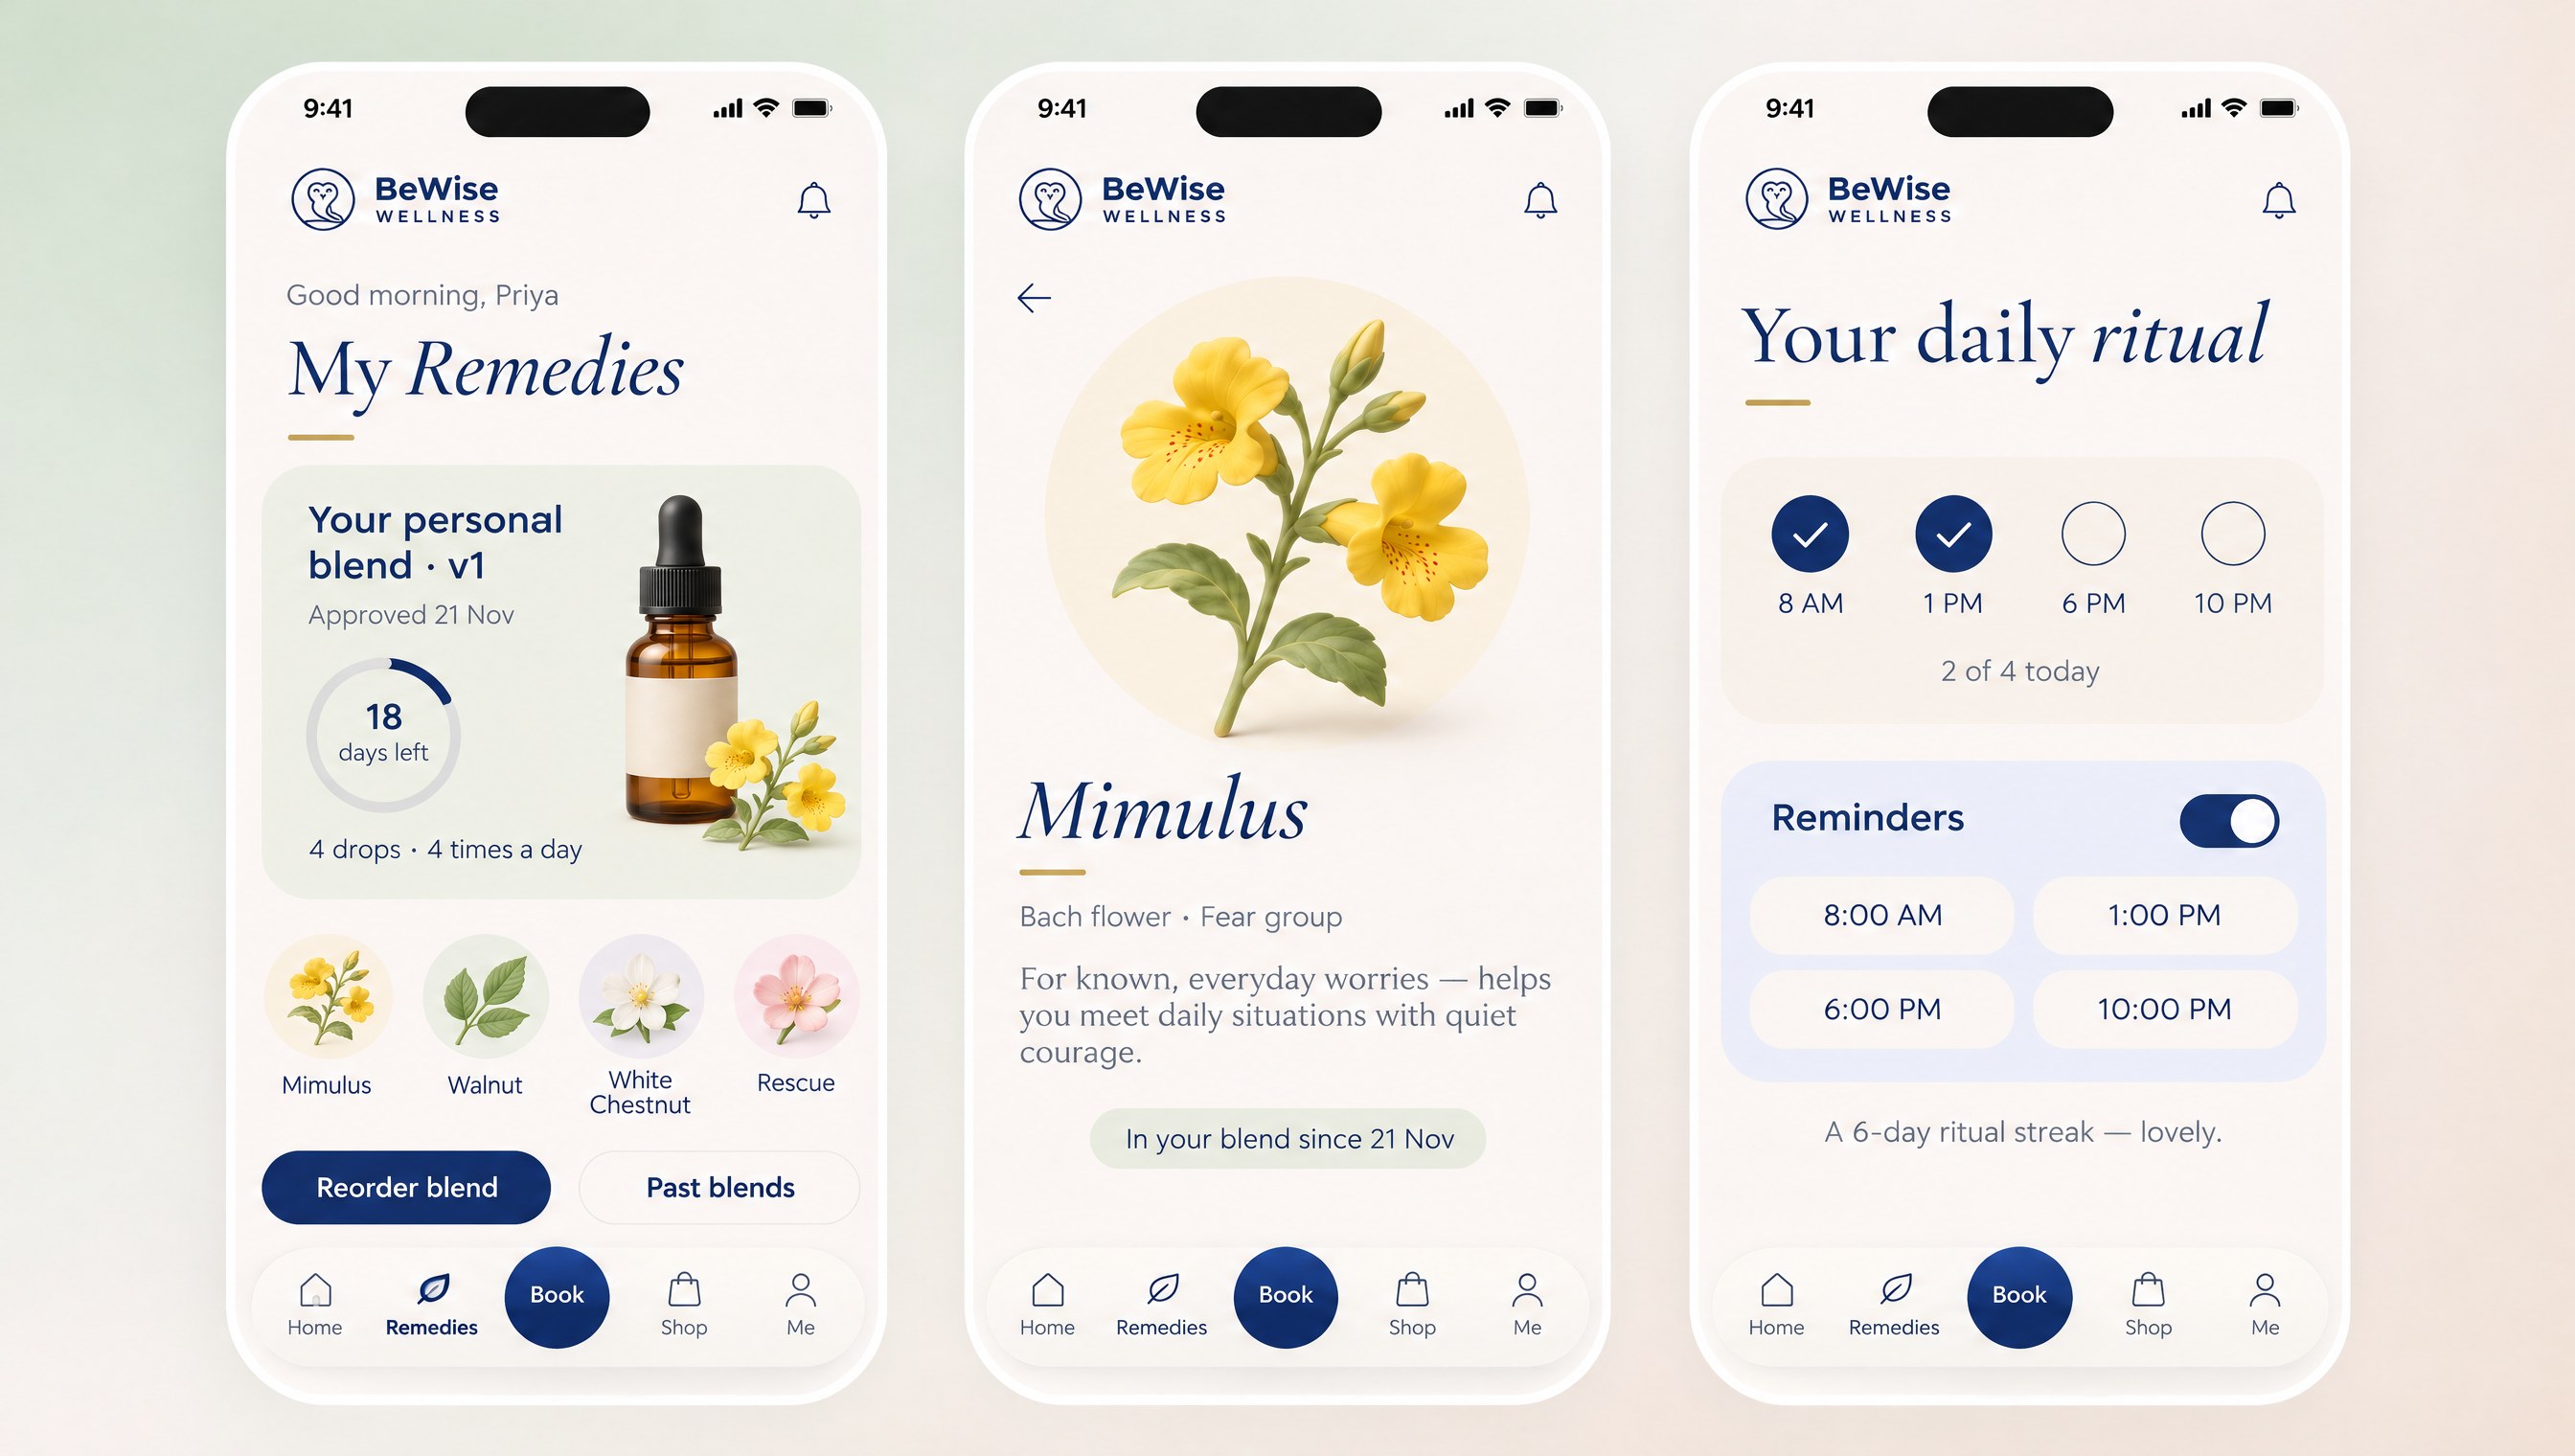 9:41
BeWise
WELLNESS
Good morning, Priya
My Remedies
Your personal
blend · v1
Approved 21 Nov
18
days left
4 drops · 4 times a day
Mimulus
Walnut
White
Chestnut
Rescue
Reorder blend
Past blends
Home
Remedies
Book
Shop
Me
9:41
BeWise
WELLNESS
Mimulus
Bach flower · Fear group
For known, everyday worries — helps
you meet daily situations with quiet
courage.
In your blend since 21 Nov
Home
Remedies
Book
Shop
Me
9:41
BeWise
WELLNESS
Your daily ritual
8 AM
1 PM
6 PM
10 PM
2 of 4 today
Reminders
8:00 AM
1:00 PM
6:00 PM
10:00 PM
A 6-day ritual streak — lovely.
Home
Remedies
Book
Shop
Me